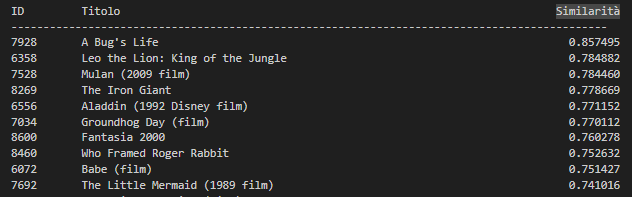 ID Titolo Similarità
--------------------------------------------------------------------------------
7928 A Bug's Life 0.857495
6358 Leo the Lion: King of the Jungle 0.784882
7528 Mulan (2009 film) 0.784460
8269 The Iron Giant 0.778669
6556 Aladdin (1992 Disney film) 0.771152
7034 Groundhog Day (film) 0.770112
8600 Fantasia 2000 0.760278
8460 Who Framed Roger Rabbit 0.752632
6072 Babe (film) 0.751427
7692 The Little Mermaid (1989 film) 0.741016